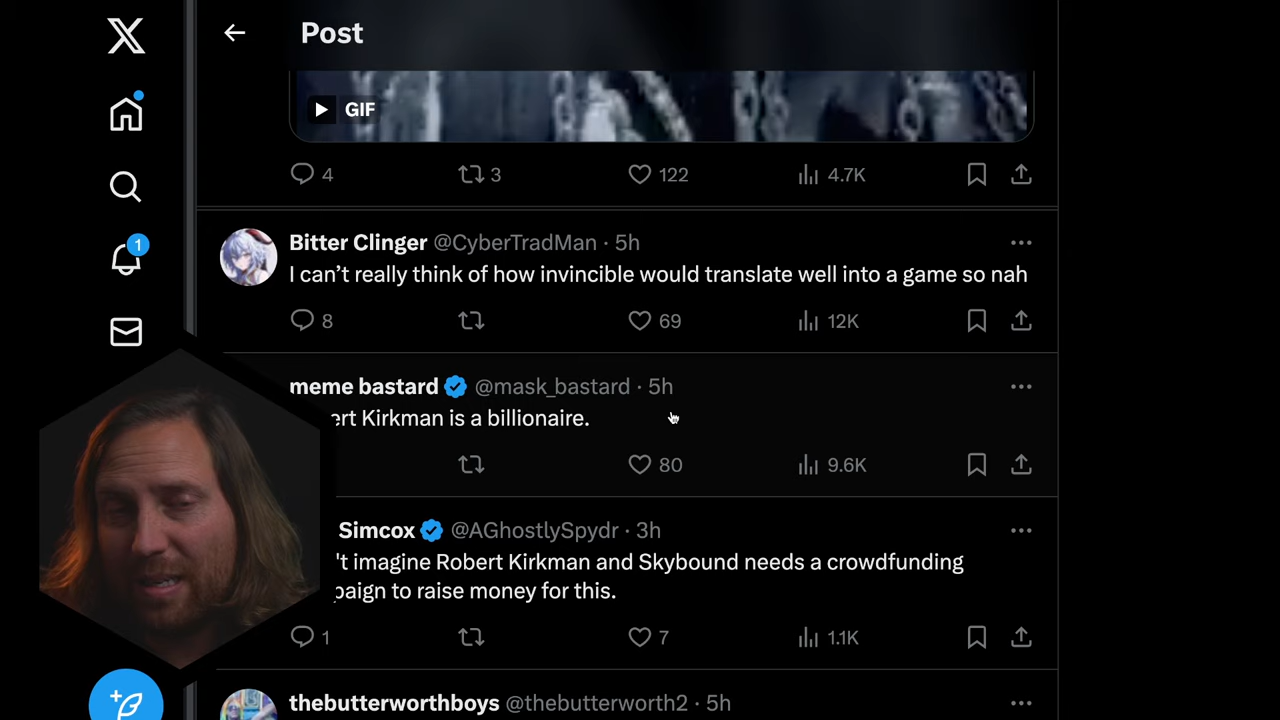 Post
GIF
4
3
122
4.7K
1
Bitter Clinger @CyberTradMan · 5h
I can’t really think of how invincible would translate well into a game so nah
8
69
12K
meme bastard @mask_bastard · 5h
Kirkman is a billionaire.
80
9.6K
Simcox @AGhostlySpydr · 3h
imagine Robert Kirkman and Skybound needs a crowdfunding
to raise money for this.
1
7
1.1K
thebutterworthboys @thebutterworth2 · 5h